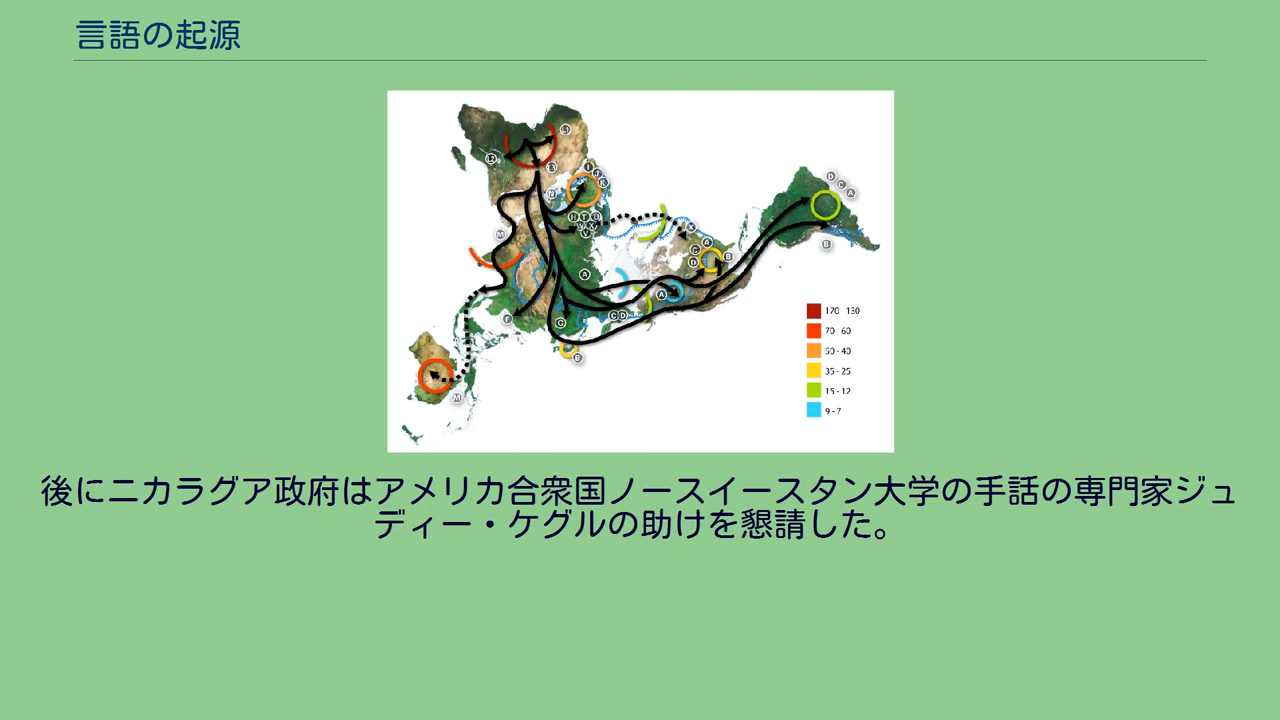 言語の起源
L1
L2
L3
I
J
K
N
H T U
W X
V
M
X
A
C
B
D
A
A
C D
F
G
B
M
D
C
A
B
170 - 130
70 - 60
50 - 40
35 - 25
15 - 12
9 - 7
後にニカラグア政府はアメリカ合衆国ノースイースタン大学の手話の専門家ジュ
ディー・ケグルの助けを懇請した。